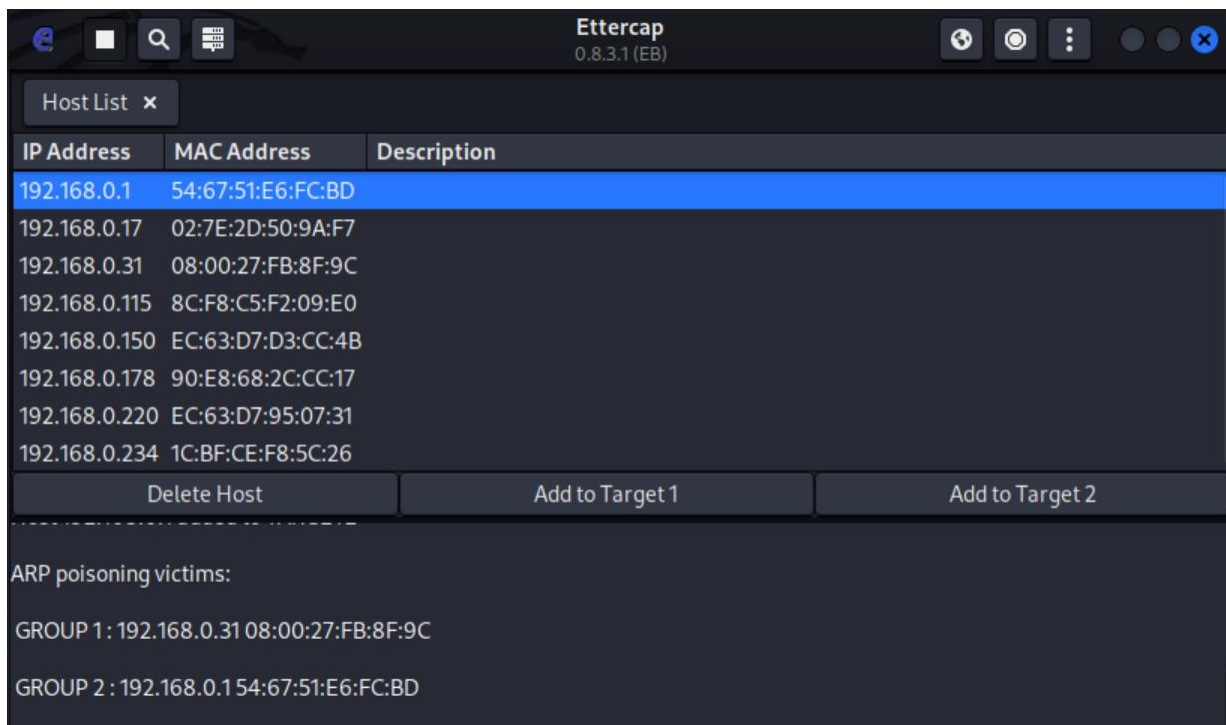 Ettercap
0.8.3.1 (EB)
Host List ×
IP Address MAC Address Description
192.168.0.1 54:67:51:E6:FC:BD
192.168.0.17 02:7E:2D:50:9A:F7
192.168.0.31 08:00:27:FB:8F:9C
192.168.0.115 8C:F8:C5:F2:09:E0
192.168.0.150 EC:63:D7:D3:CC:4B
192.168.0.178 90:E8:68:2C:CC:17
192.168.0.220 EC:63:D7:95:07:31
192.168.0.234 1C:BF:CE:F8:5C:26
Delete Host Add to Target 1 Add to Target 2
ARP poisoning victims:
GROUP 1 : 192.168.0.31 08:00:27:FB:8F:9C
GROUP 2 : 192.168.0.1 54:67:51:E6:FC:BD